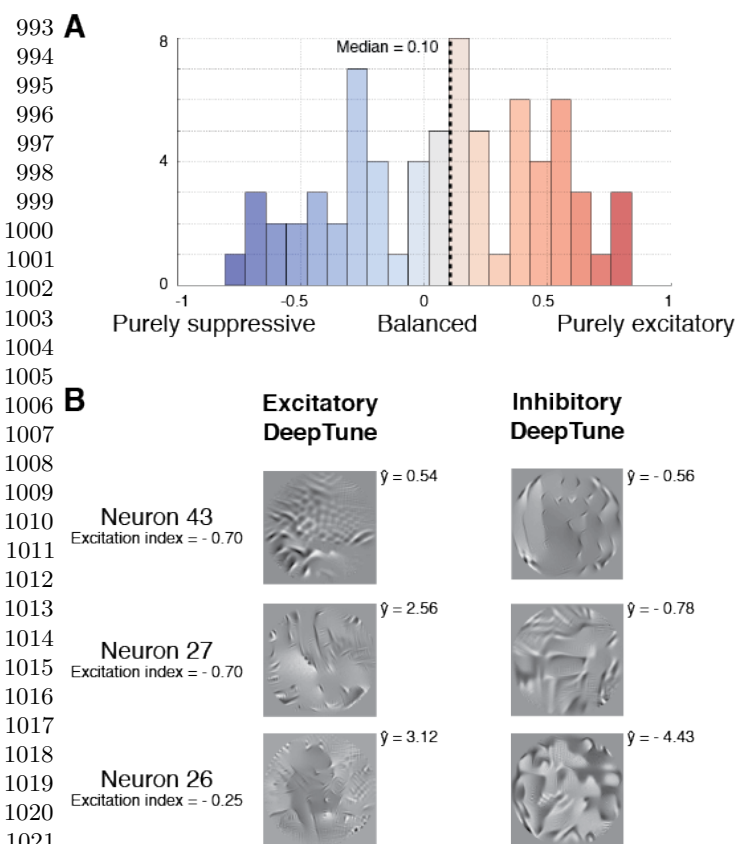 993
994
995
996
997
998
999
1000
1001
1002
1003
1004
1005
1006
1007
1008
1009
1010
1011
1012
1013
1014
1015
1016
1017
1018
1019
1020
1021
A
Median = 0.10
8
4
0
-1 -0.5 0 0.5 1
Purely suppressive Balanced Purely excitatory
B
Excitatory DeepTune
Inhibitory DeepTune
Neuron 43
Excitation index = - 0.70
ŷ = 0.54
ŷ = - 0.56
Neuron 27
Excitation index = - 0.70
ŷ = 2.56
ŷ = - 0.78
Neuron 26
Excitation index = - 0.25
ŷ = 3.12
ŷ = - 4.43